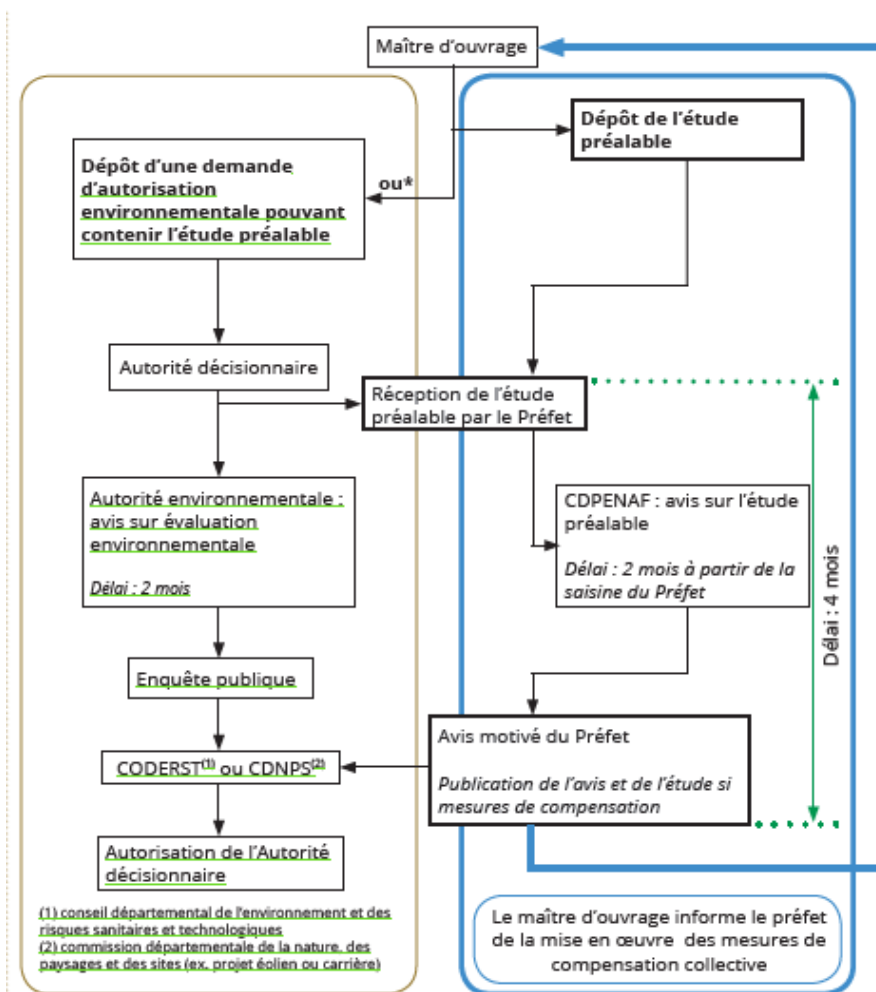 Maître d'ouvrage
Dépôt de l'étude
préalable
Dépôt d'une demande
d'autorisation
environnementale pouvant
contenir l'étude préalable
ou*
Autorité décisionnaire
Réception de l'étude
préalable par le Préfet
Autorité environnementale :
avis sur évaluation
environnementale
Délai : 2 mois
CDPENAF : avis sur l'étude
préalable
Délai : 2 mois à partir de la
saisine du Préfet
Délai : 4 mois
Enquête publique
Avis motivé du Préfet
Publication de l'avis et de l'étude si
mesures de compensation
CODERST(1) ou CDNPS(2)
Autorisation de l'Autorité
décisionnaire
(1) conseil départemental de l'environnement et des
risques sanitaires et technologiques
(2) commission départementale de la nature, des
paysages et des sites (ex. projet éolien ou carrière)
Le maître d'ouvrage informe le préfet
de la mise en œuvre des mesures de
compensation collective